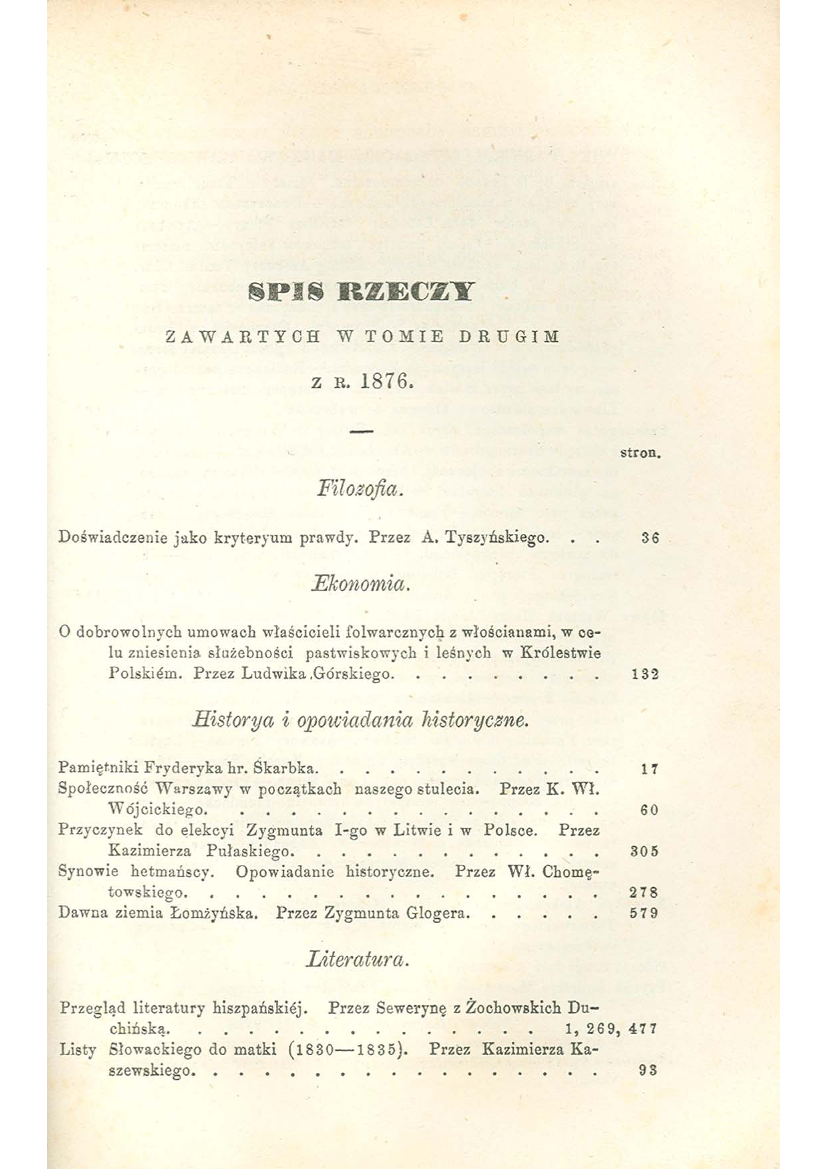 SPIS RZECZY
ZAWARTYCH W TOMIE DRUGIM
Z R. 1876.
stron.
Filozofia.
Doświadczenie jako kryteryum prawdy. Przez A. Tyszyńskiego. . . 36
Ekonomia.
O dobrowolnych umowach właścicieli folwarcznych z włościanami, w ce-
lu zniesienia służebności pastwiskowych i leśnych w Królestwie
Polskiém. Przez Ludwika Górskiego. . . . . . . . . 132
Historya i opowiadania historyczne.
Pamiętniki Fryderyka hr. Skarbka. . . . . . . . . . . . 17
Społeczność Warszawy w początkach naszego stulecia. Przez K. Wł.
Wójcickiego. . . . . . . . . . . . . . . . 60
Przyczynek do elekcyi Zygmunta I-go w Litwie i w Polsce. Przez
Kazimierza Pułaskiego. . . . . . . . . . . . . 305
Synowie hetmańscy. Opowiadanie historyczne. Przez Wł. Chomę-
towskiego. . . . . . . . . . . . . . . . . 278
Dawna ziemia Łomżyńska. Przez Zygmunta Glogera. . . . . . 579
Literatura.
Przegląd literatury hiszpańskiéj. Przez Sewerynę z Żochowskich Du-
chińską. . . . . . . . . . . . . . . 1, 269, 477
Listy Słowackiego do matki (1830—1835). Przez Kazimierza Ka-
szewskiego. . . . . . . . . . . . . . . . . 93